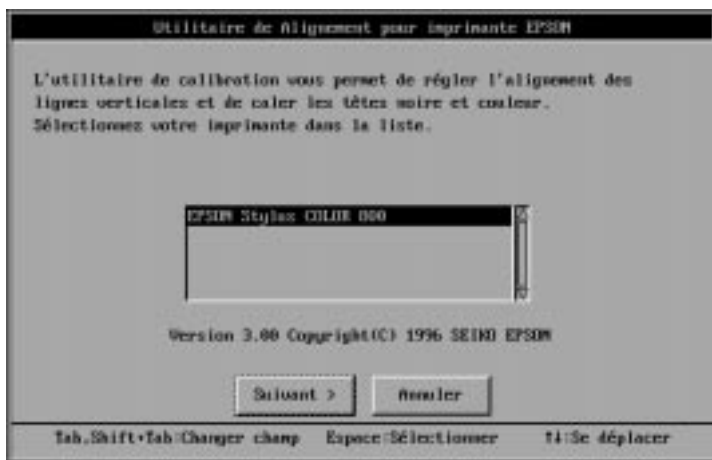 Utilitaire de Alignement pour imprimante EPSON
L'utilitaire de calibration vous permet de régler l'alignement des
lignes verticales et de caler les têtes noire et couleur.
Sélectionnez votre imprimante dans la liste.
EPSON Stylus COLOR 800
Version 3.00 Copyright(C) 1996 SEIKO EPSON
Suivant >
Annuler
Tab,Shift+Tab:Changer champ Espace:Sélectionner ↑↓:Se déplacer